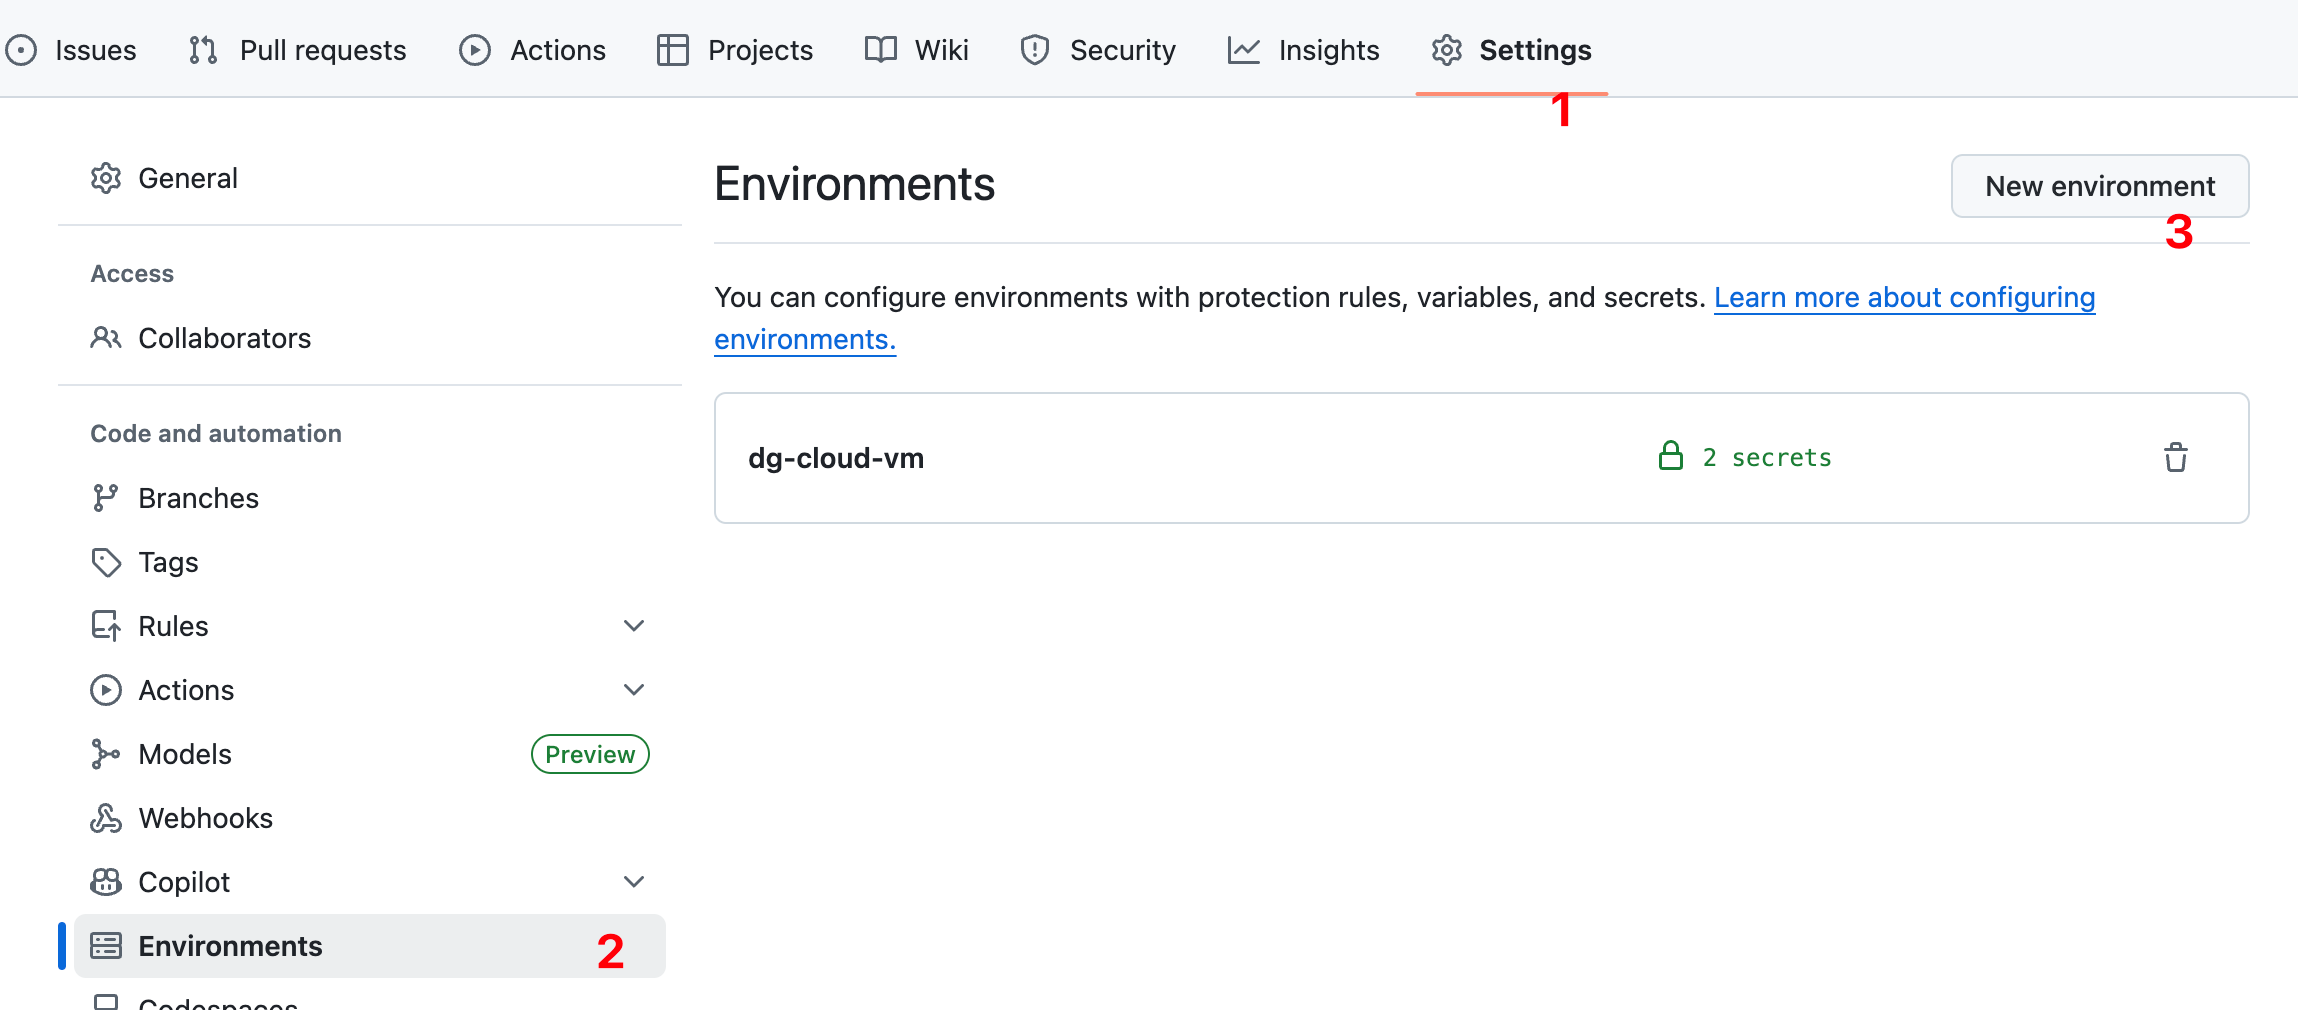 Issues Pull requests Actions Projects Wiki Security Insights Settings
1
General
Access
Collaborators
Code and automation
Branches
Tags
Rules
Actions
Models Preview
Webhooks
Copilot
Environments 2
Codespaces
Environments New environment
3
You can configure environments with protection rules, variables, and secrets. Learn more about configuring
environments.
dg-cloud-vm 2 secrets